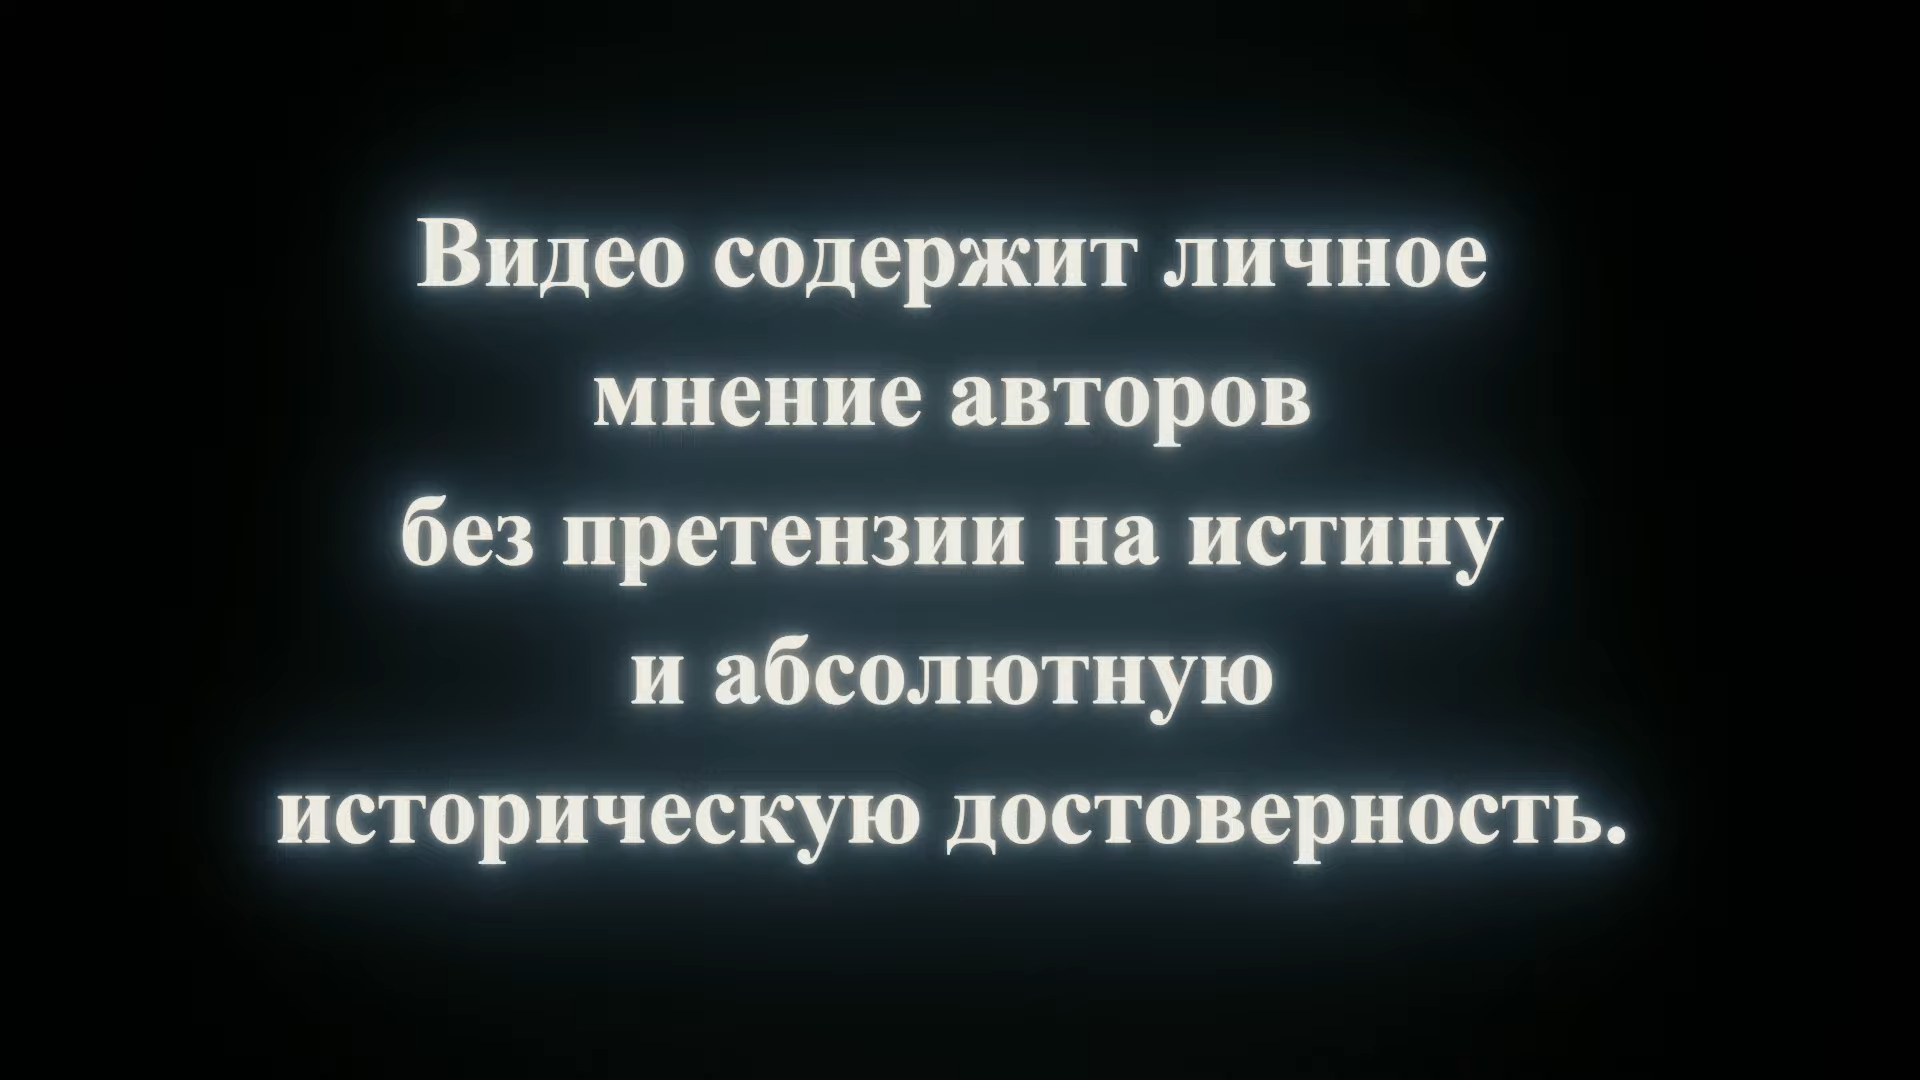 Видео содержит личное
мнение авторов
без претензии на истину
и абсолютную
историческую достоверность.